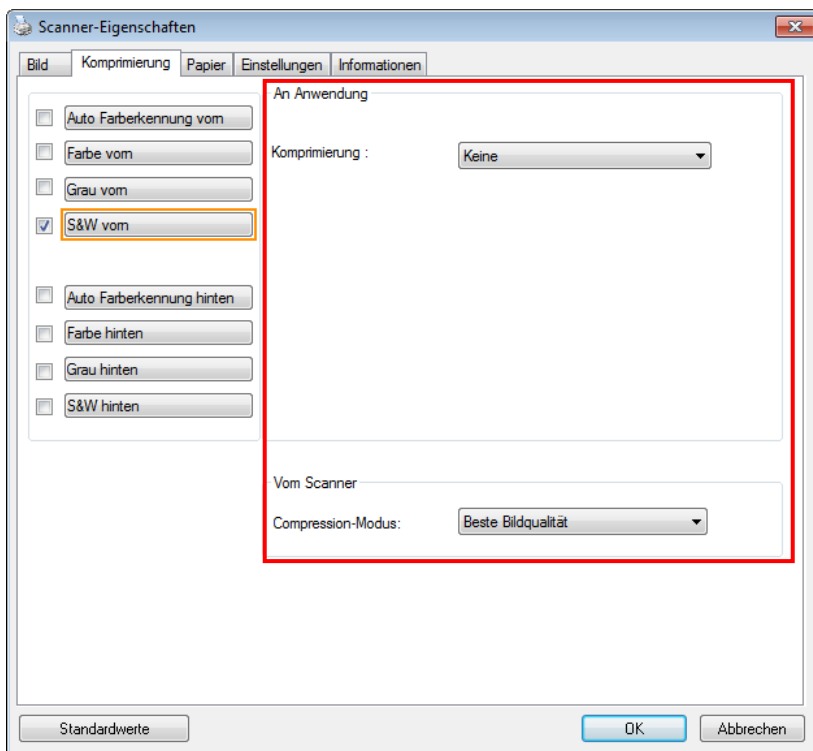 Scanner-Eigenschaften
Bild Komprimierung Papier Einstellungen Informationen
Auto Farberkennung vorn
Farbe vorn
Grau vorn
S&W vorn
Auto Farberkennung hinten
Farbe hinten
Grau hinten
S&W hinten
An Anwendung
Komprimierung : Keine
Vom Scanner
Compression-Modus: Beste Bildqualität
Standardwerte OK Abbrechen